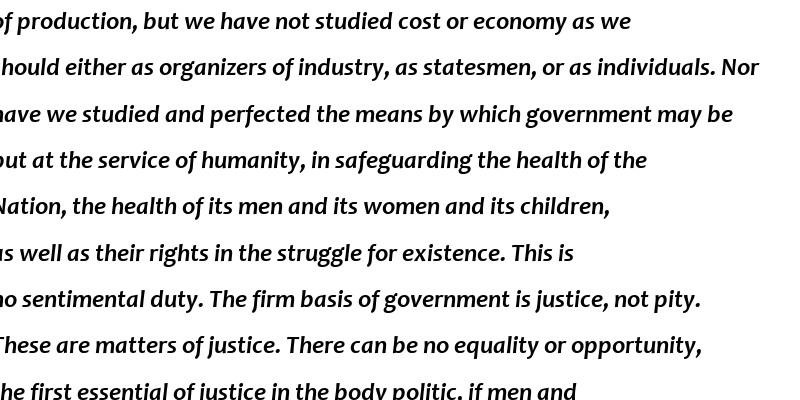 of production, but we have not studied cost or economy as we
should either as organizers of industry, as statesmen, or as individuals. Nor
have we studied and perfected the means by which government may be
put at the service of humanity, in safeguarding the health of the
Nation, the health of its men and its women and its children,
as well as their rights in the struggle for existence. This is
no sentimental duty. The firm basis of government is justice, not pity.
These are matters of justice. There can be no equality or opportunity,
the first essential of justice in the body politic, if men and